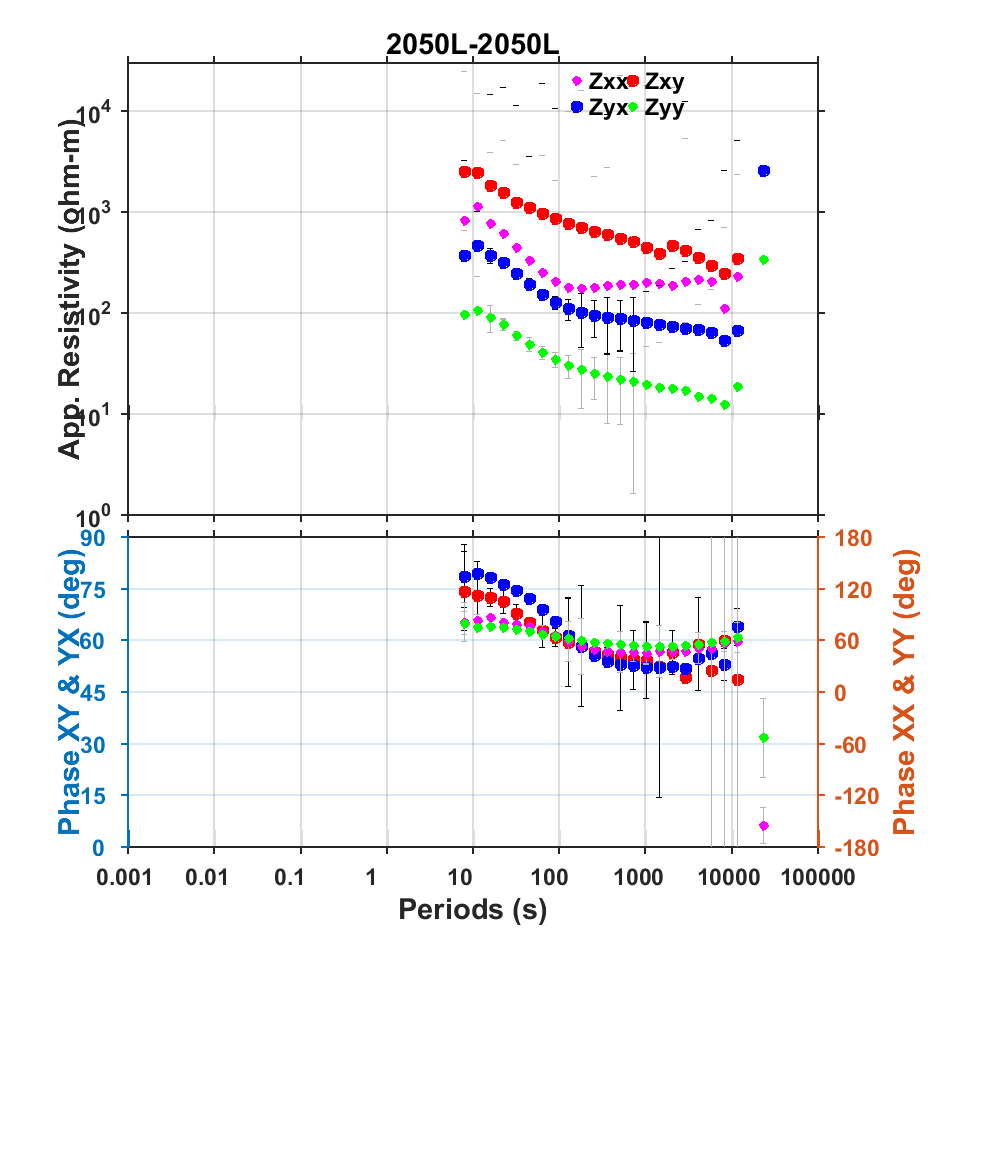 2050L-2050L
Zxx Zxy
Zyx Zyy
App. Resistivity (ohm-m)
10^4
10^3
10^2
10^1
10^0
Phase XY & YX (deg)
90
75
60
45
30
15
0
180
120
60
0
-60
-120
-180
Phase XX & YY (deg)
0.001 0.01 0.1 1 10 100 1000 10000 100000
Periods (s)